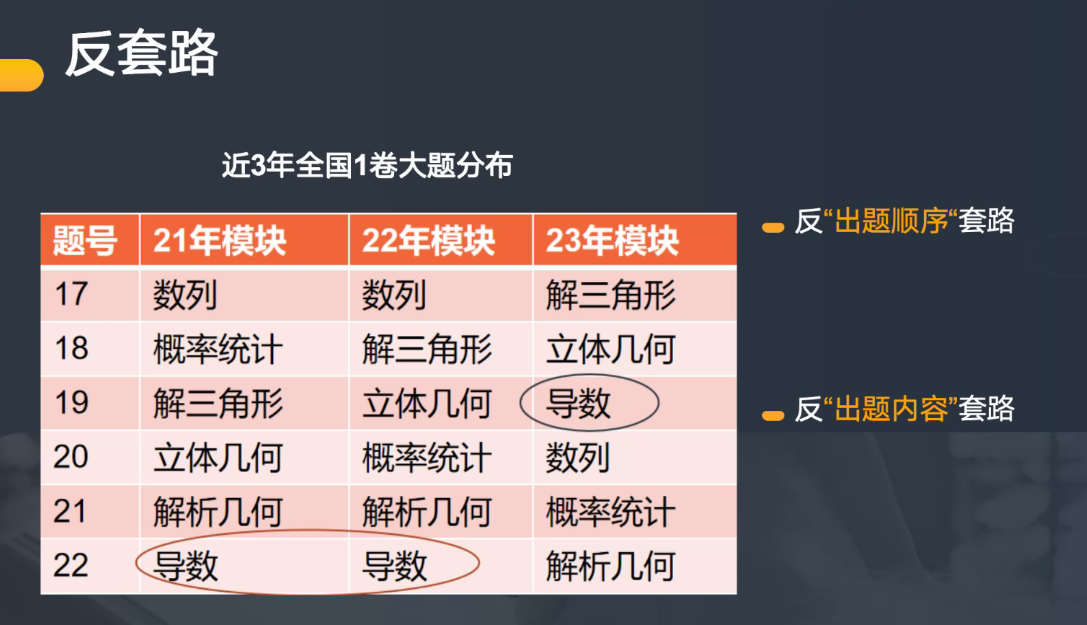 反套路
近3年全国1卷大题分布
题号 21年模块 22年模块 23年模块
17 数列 数列 解三角形
18 概率统计 解三角形 立体几何
19 解三角形 立体几何 导数
20 立体几何 概率统计 数列
21 解析几何 解析几何 概率统计
22 导数 导数 解析几何
反“出题顺序“套路
反“出题内容”套路